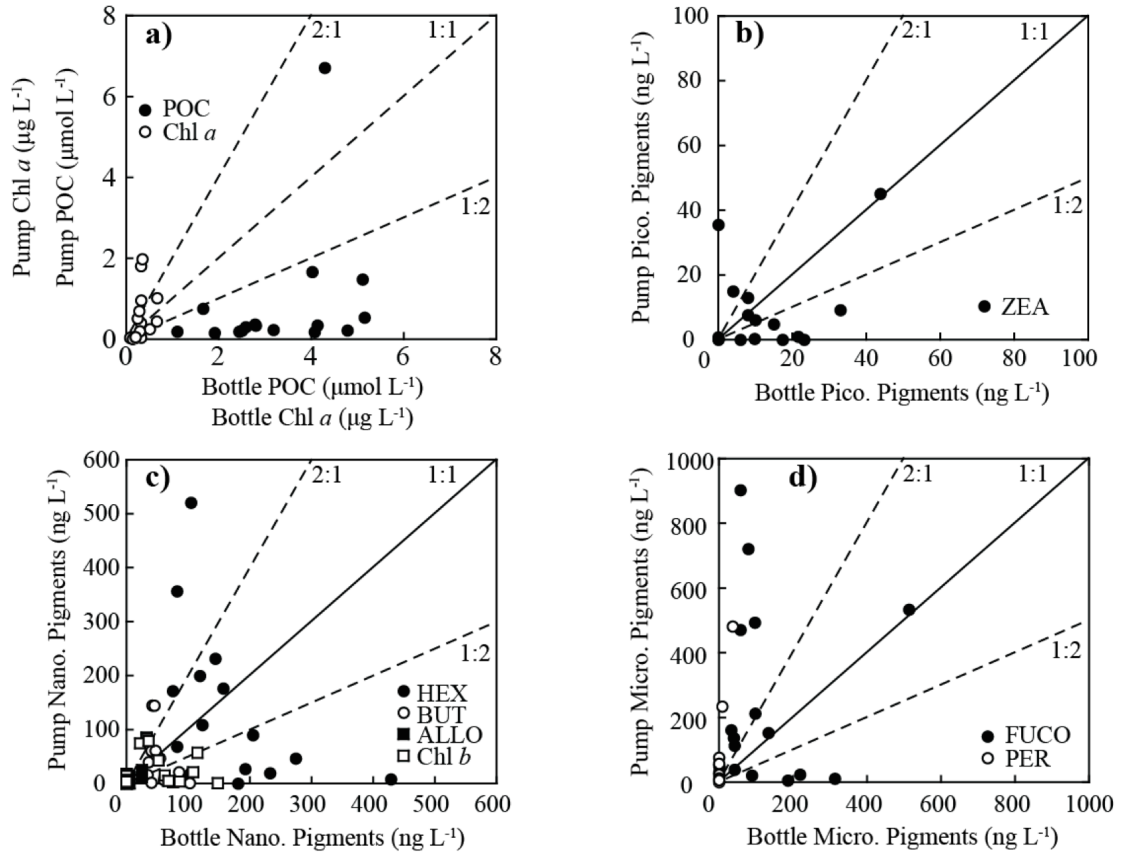 a)
8
6
4
2
0
0
2
4
6
8
2:1
1:1
1:2
POC
Chl a
Pump Chl a (µg L-1)
Pump POC (µmol L-1)
Bottle POC (µmol L-1)
Bottle Chl a (µg L-1)
b)
100
80
60
40
20
0
0
20
40
60
80
100
2:1
1:1
1:2
ZEA
Pump Pico. Pigments (ng L-1)
Bottle Pico. Pigments (ng L-1)
c)
600
500
400
300
200
100
0
0
100
200
300
400
500
600
2:1
1:1
1:2
HEX
BUT
ALLO
Chl b
Pump Nano. Pigments (ng L-1)
Bottle Nano. Pigments (ng L-1)
d)
1000
800
600
400
200
0
0
200
400
600
800
1000
2:1
1:1
1:2
FUCO
PER
Pump Micro. Pigments (ng L-1)
Bottle Micro. Pigments (ng L-1)